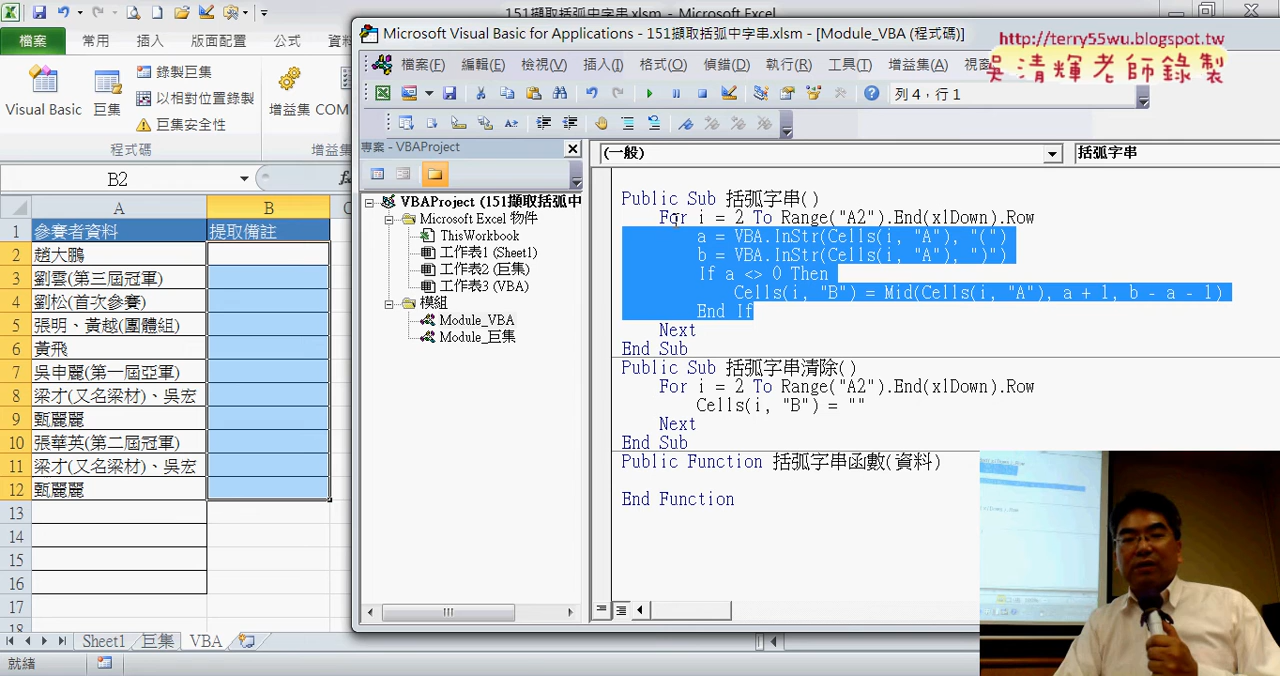 151擷取括弧中字串.xlsm - Microsoft Excel
檔案 常用 插入 版面配置 公式
Visual Basic 巨集 錄製巨集 以相對位置錄製 巨集安全性 增益集
程式碼
B2
A B
1 參賽者資料 提取備註
2 趙大鵬
3 劉雲(第三屆冠軍)
4 劉松(首次參賽)
5 張明、黃越(團體組)
6 黃飛
7 吳申麗(第一屆亞軍)
8 梁才(又名梁材)、吳宏
9 甄麗麗
10 張華英(第二屆冠軍)
11 梁才(又名梁材)、吳宏
12 甄麗麗
13
14
15
16
17
Sheet1 巨集 VBA
就緒
Microsoft Visual Basic for Applications - 151擷取括弧中字串.xlsm - [Module_VBA (程式碼)]
http://terry55wu.blogspot.tw
吳清輝老師錄製
檔案(F) 編輯(E) 檢視(V) 插入(I) 格式(O) 偵錯(D) 執行(R) 工具(T) 增益集(A)
列 4，行 1
專案 - VBAProject
VBAProject (151擷取括弧中
Microsoft Excel 物件
ThisWorkbook
工作表1 (Sheet1)
工作表2 (巨集)
工作表3 (VBA)
模組
Module_VBA
Module_巨集
(一般) 括弧字串
Public Sub 括弧字串()
For i = 2 To Range("A2").End(xlDown).Row
a = VBA.InStr(Cells(i, "A"), "(")
b = VBA.InStr(Cells(i, "A"), ")")
If a <> 0 Then
Cells(i, "B") = Mid(Cells(i, "A"), a + 1, b - a - 1)
End If
Next
End Sub
Public Sub 括弧字串清除()
For i = 2 To Range("A2").End(xlDown).Row
Cells(i, "B") = ""
Next
End Sub
Public Function 括弧字串函數(資料)
End Function